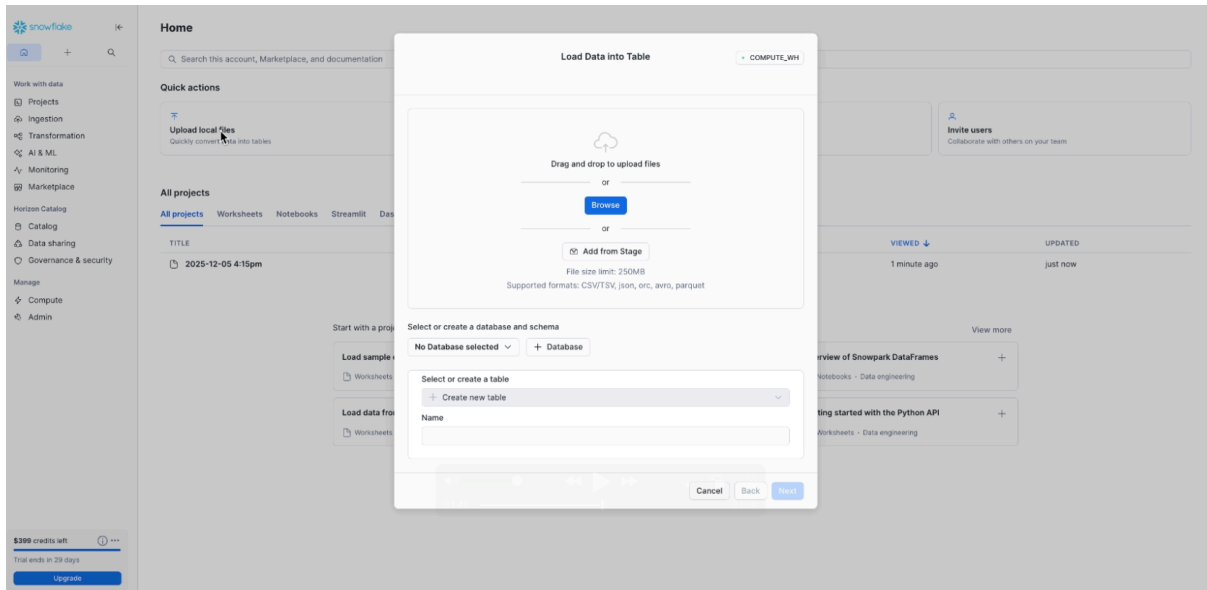 snowflake
Work with data
Projects
Ingestion
Transformation
AI & ML
Monitoring
Marketplace
Horizon Catalog
Catalog
Data sharing
Governance & security
Manage
Compute
Admin
$399 credits left
Trial ends in 29 days
Upgrade
Home
Search this account, Marketplace, and documentation
Quick actions
Upload local files
Quickly convert data into tables
Invite users
Collaborate with others on your team
All projects
All projects Worksheets Notebooks Streamlit Das
TITLE VIEWED UPDATED
2025-12-05 4:15pm 1 minute ago just now
Start with a proj View more
Load sample
Worksheets
Load data fro
Worksheets
rview of Snowpark DataFrames
Notebooks • Data engineering
ting started with the Python API
Worksheets • Data engineering
Load Data into Table
COMPUTE_WH
Drag and drop to upload files
or
Browse
or
Add from Stage
File size limit: 250MB
Supported formats: CSV/TSV, json, orc, avro, parquet
Select or create a database and schema
No Database selected + Database
Select or create a table
+ Create new table
Name
Cancel Back Next